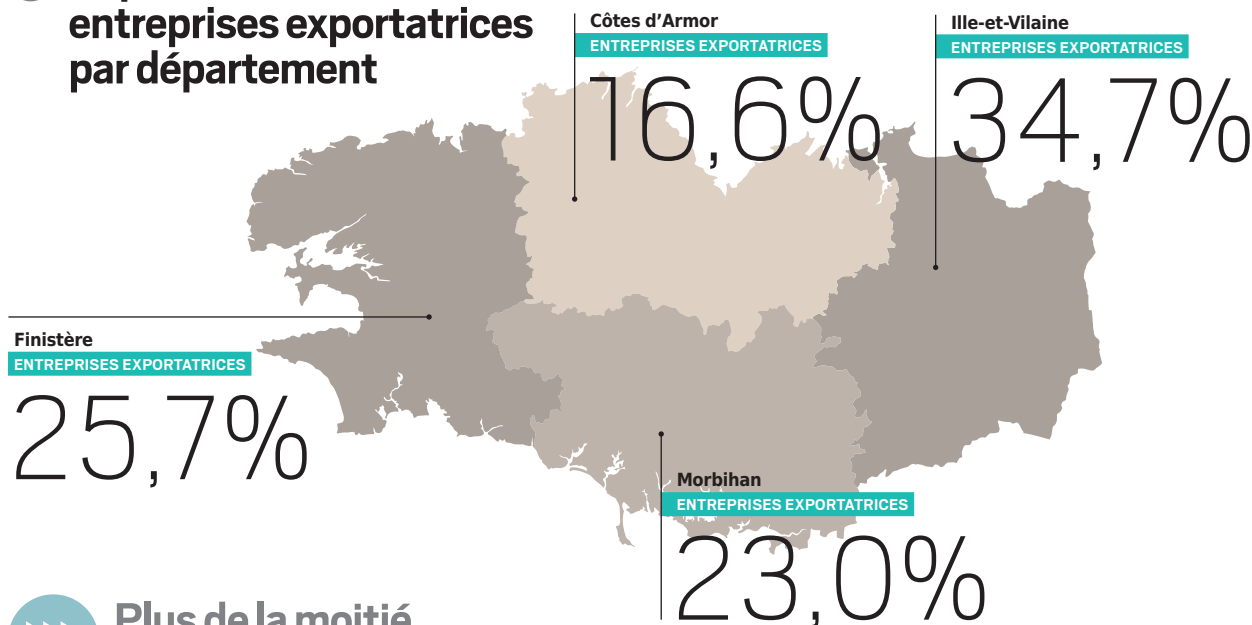 entreprises exportatrices
par département
Côtes d’Armor
ENTREPRISES EXPORTATRICES
16,6%
Ille-et-Vilaine
ENTREPRISES EXPORTATRICES
34,7%
Finistère
ENTREPRISES EXPORTATRICES
25,7%
Morbihan
ENTREPRISES EXPORTATRICES
23,0%
Plus de la moitié